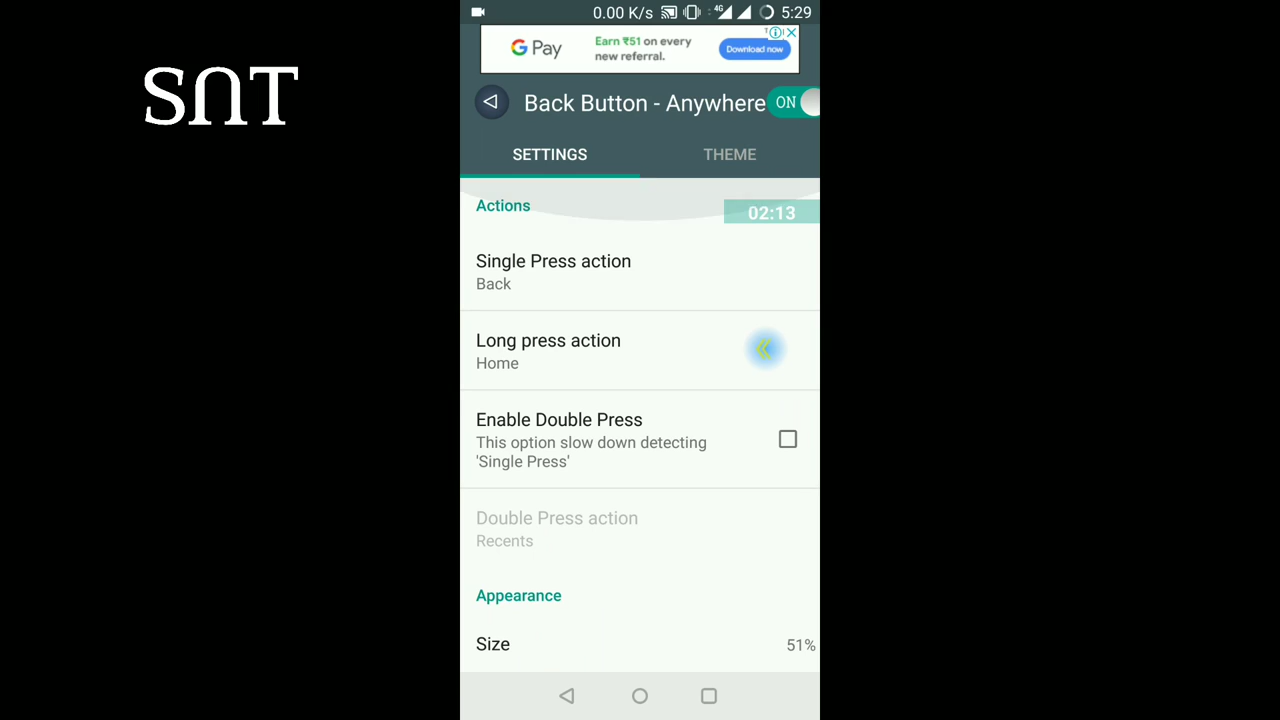 SUT
0.00 K/s 4G 5:29
G Pay
Earn ₹51 on every
new referral.
Download now
Back Button - Anywhere
ON
SETTINGS
THEME
Actions
02:13
Single Press action
Back
Long press action
Home
Enable Double Press
This option slow down detecting
'Single Press'
Double Press action
Recents
Appearance
Size
51%